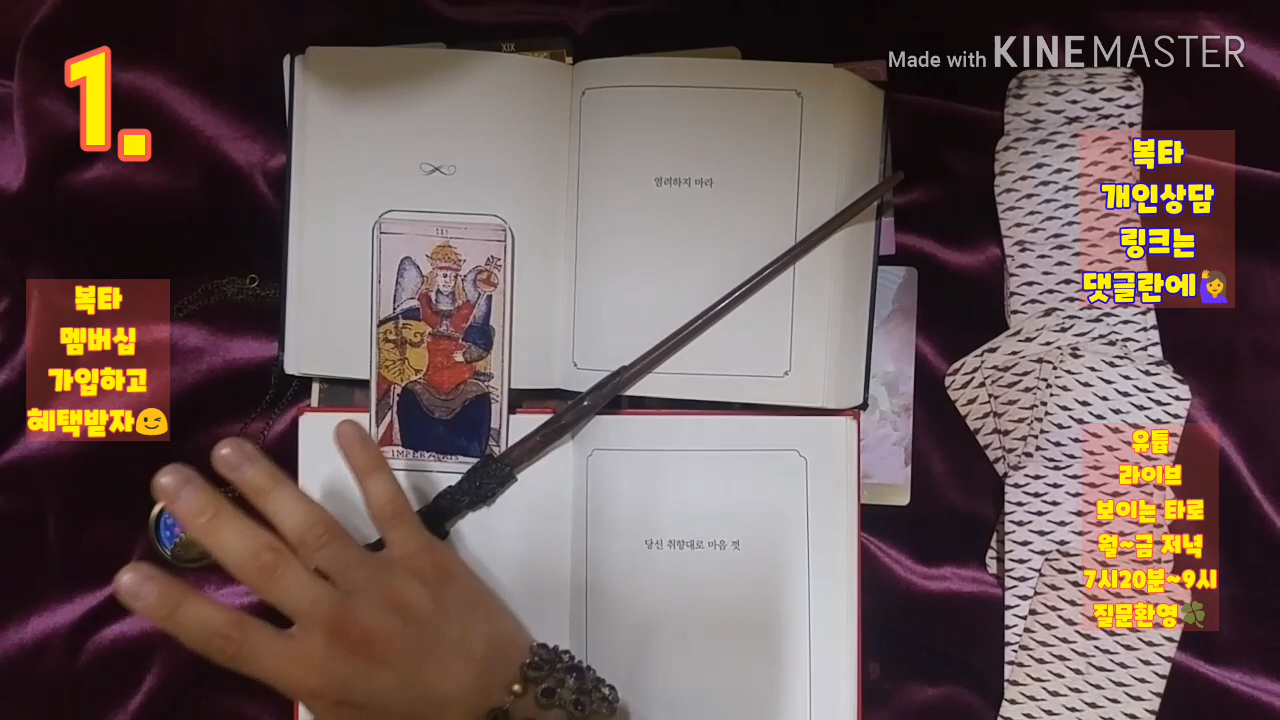 1.
Made with KINEMASTER
XIX
염려하지 마라
복타
개인상담
링크는
댓글란에🙋‍♀️
III
복타
멤버십
가입하고
혜택받자😋
유튭
라이브
보이는 타로
월~금 저녁
7시20분~9시
질문환영🍀
당신 취향대로 마음 껏